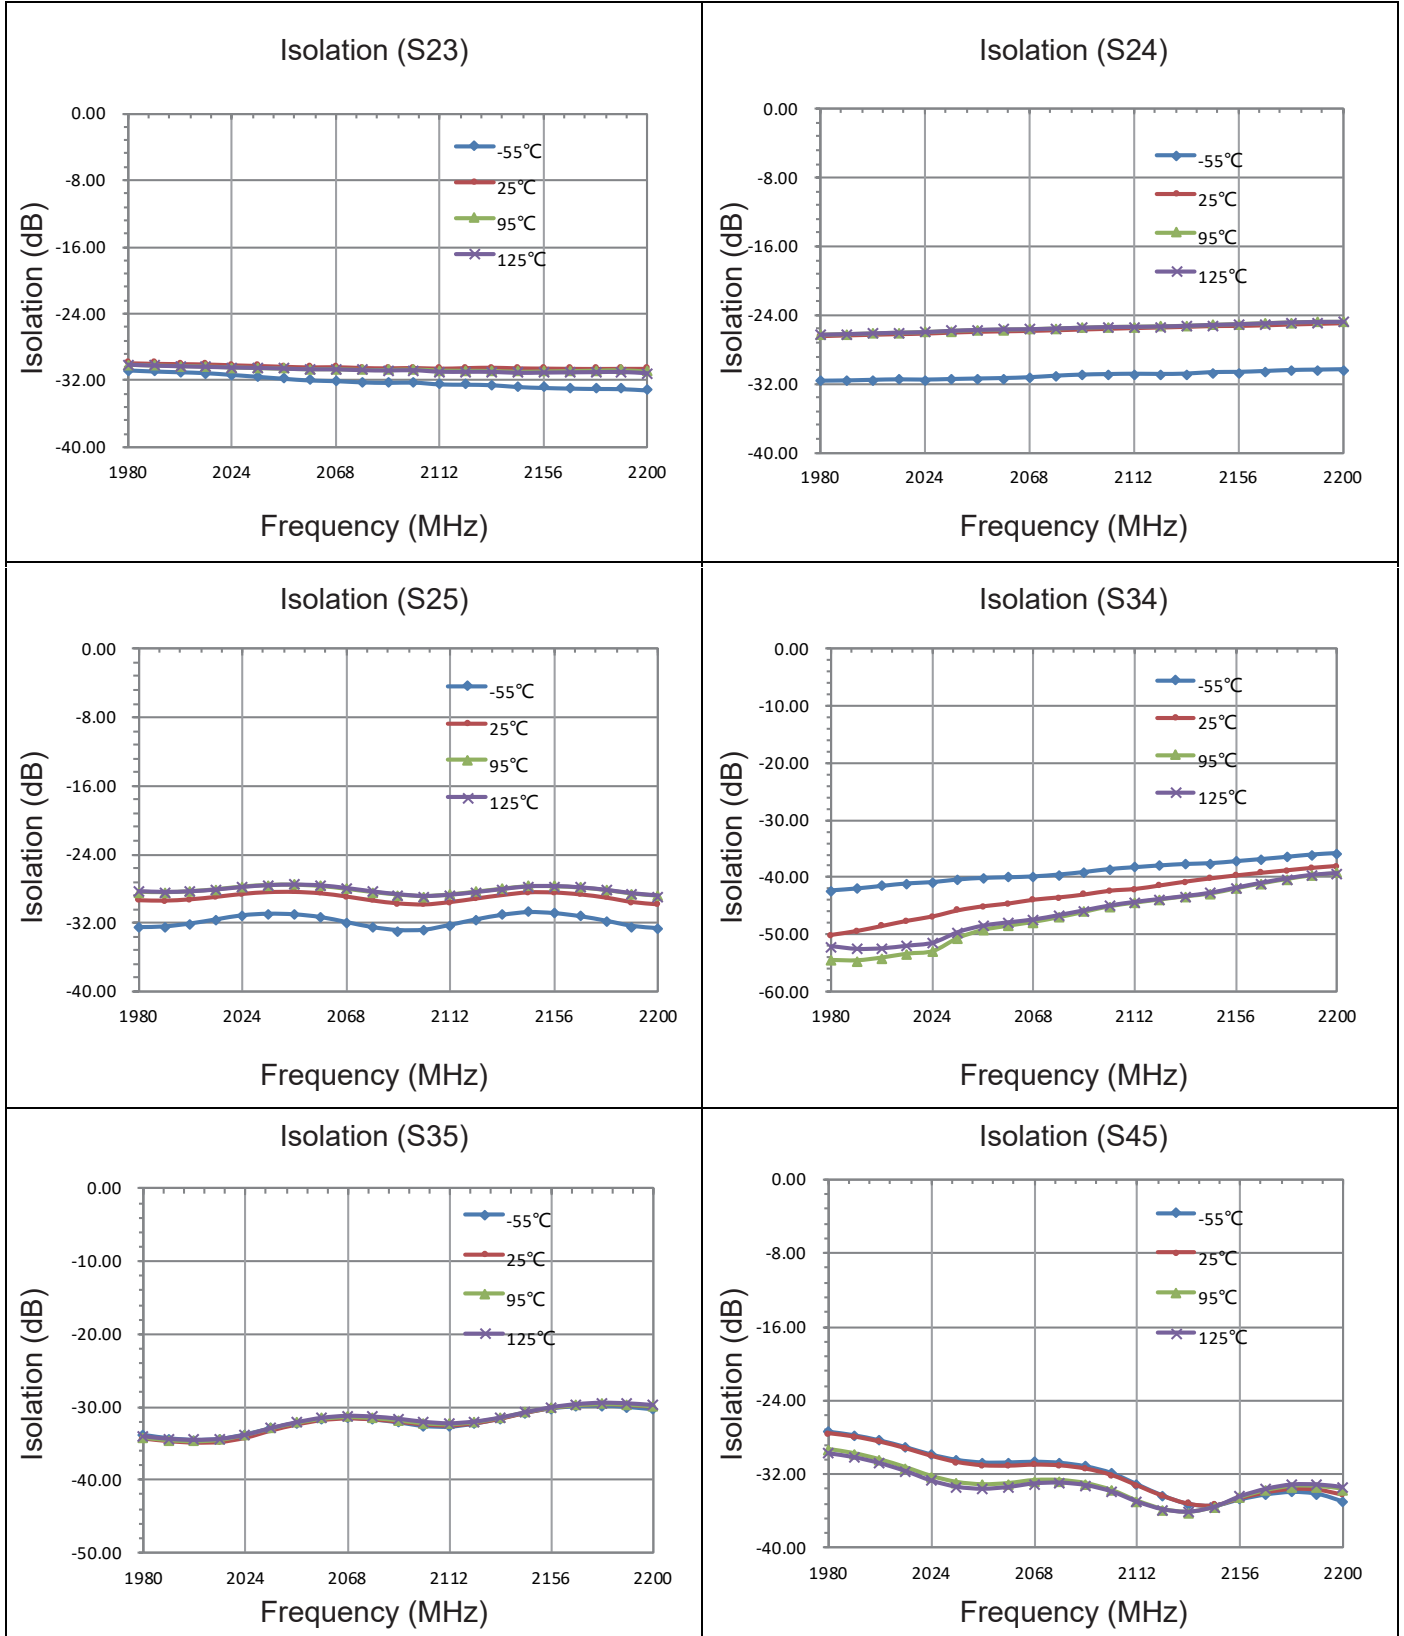 Isolation (S23)
Isolation (dB)
0.00
-8.00
-16.00
-24.00
-32.00
-40.00
-55℃
25℃
95℃
125℃
1980 2024 2068 2112 2156 2200
Frequency (MHz)
Isolation (S24)
Isolation (dB)
0.00
-8.00
-16.00
-24.00
-32.00
-40.00
-55℃
25℃
95℃
125℃
1980 2024 2068 2112 2156 2200
Frequency (MHz)
Isolation (S25)
Isolation (dB)
0.00
-8.00
-16.00
-24.00
-32.00
-40.00
-55℃
25℃
95℃
125℃
1980 2024 2068 2112 2156 2200
Frequency (MHz)
Isolation (S34)
Isolation (dB)
0.00
-10.00
-20.00
-30.00
-40.00
-50.00
-60.00
-55℃
25℃
95℃
125℃
1980 2024 2068 2112 2156 2200
Frequency (MHz)
Isolation (S35)
Isolation (dB)
0.00
-10.00
-20.00
-30.00
-40.00
-50.00
-55℃
25℃
95℃
125℃
1980 2024 2068 2112 2156 2200
Frequency (MHz)
Isolation (S45)
Isolation (dB)
0.00
-8.00
-16.00
-24.00
-32.00
-40.00
-55℃
25℃
95℃
125℃
1980 2024 2068 2112 2156 2200
Frequency (MHz)